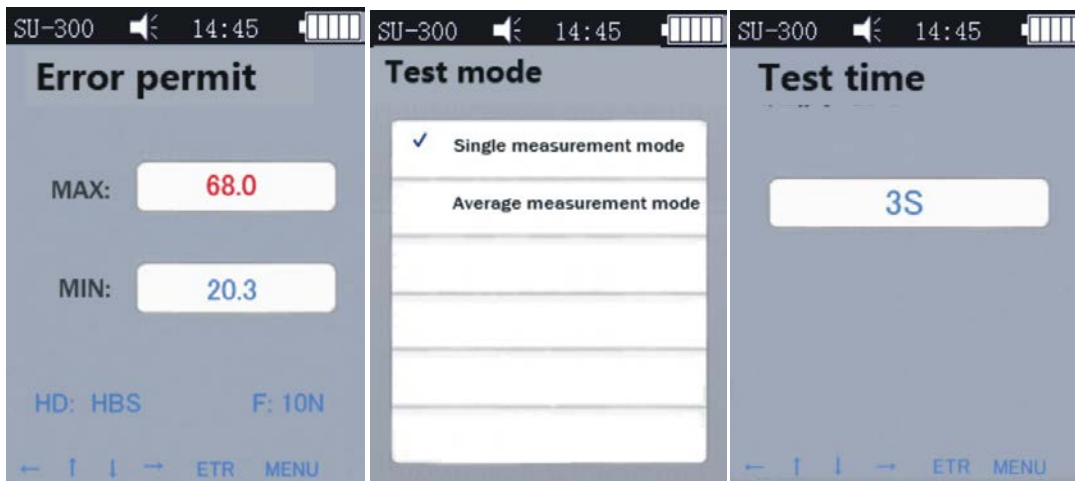 SU-300 14:45
Error permit
MAX: 68.0
MIN: 20.3
HD: HBS F: 10N
← ↑ ↓ → ETR MENU
SU-300 14:45
Test mode
✓ Single measurement mode
Average measurement mode
SU-300 14:45
Test time
3S
← ↑ ↓ → ETR MENU